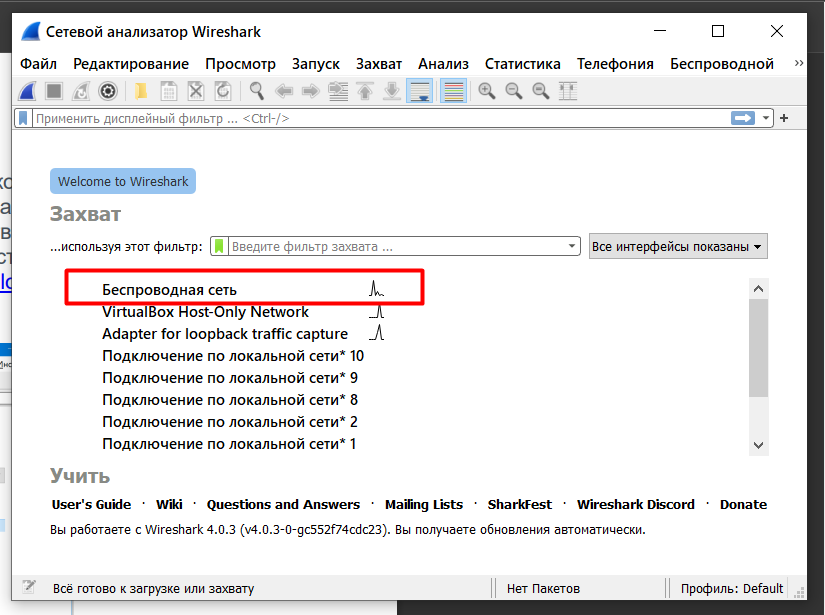 Сетевой анализатор Wireshark
Файл Редактирование Просмотр Запуск Захват Анализ Статистика Телефония Беспроводной »
Применить дисплейный фильтр ... <Ctrl-/>
Welcome to Wireshark
Захват
...используя этот фильтр: Введите фильтр захвата ... Все интерфейсы показаны
Беспроводная сеть
VirtualBox Host-Only Network
Adapter for loopback traffic capture
Подключение по локальной сети* 10
Подключение по локальной сети* 9
Подключение по локальной сети* 8
Подключение по локальной сети* 2
Подключение по локальной сети* 1
Учить
User's Guide · Wiki · Questions and Answers · Mailing Lists · SharkFest · Wireshark Discord · Donate
Вы работаете с Wireshark 4.0.3 (v4.0.3-0-gc552f74cdc23). Вы получаете обновления автоматически.
Всё готово к загрузке или захвату Нет Пакетов Профиль: Default